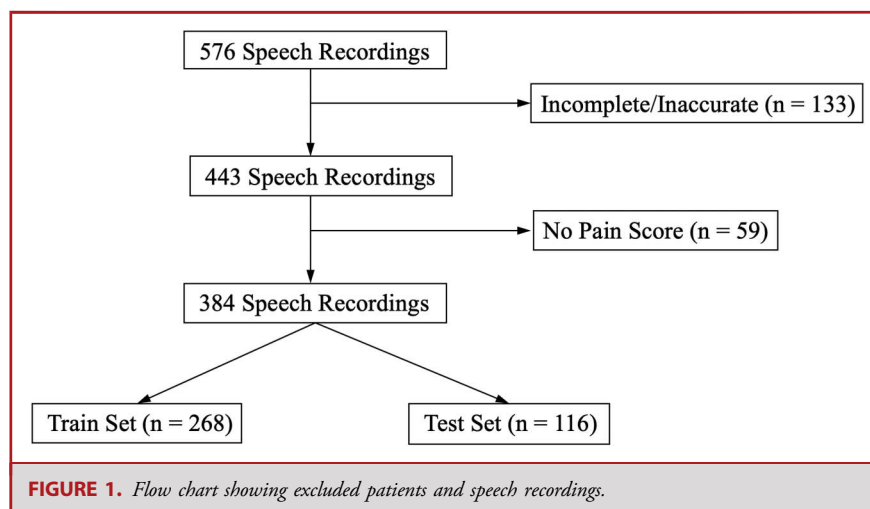 576 Speech Recordings
Incomplete/Inaccurate (n = 133)
443 Speech Recordings
No Pain Score (n = 59)
384 Speech Recordings
Train Set (n = 268)
Test Set (n = 116)
FIGURE 1. Flow chart showing excluded patients and speech recordings.